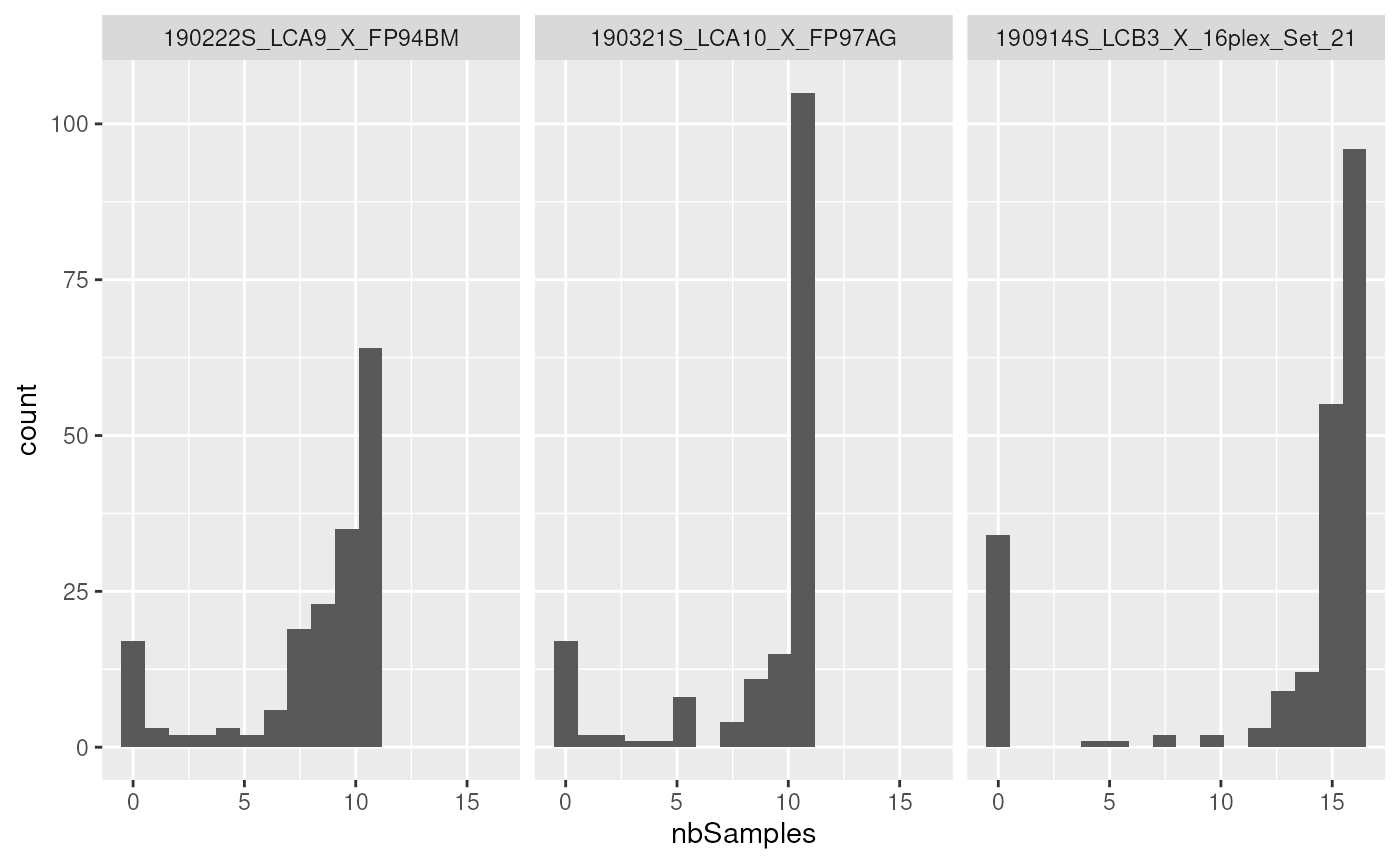 190222S_LCA9_X_FP94BM
190321S_LCA10_X_FP97AG
190914S_LCB3_X_16plex_Set_21
100
75
50
25
0
count
0 5 10 15
0 5 10 15
0 5 10 15
nbSamples